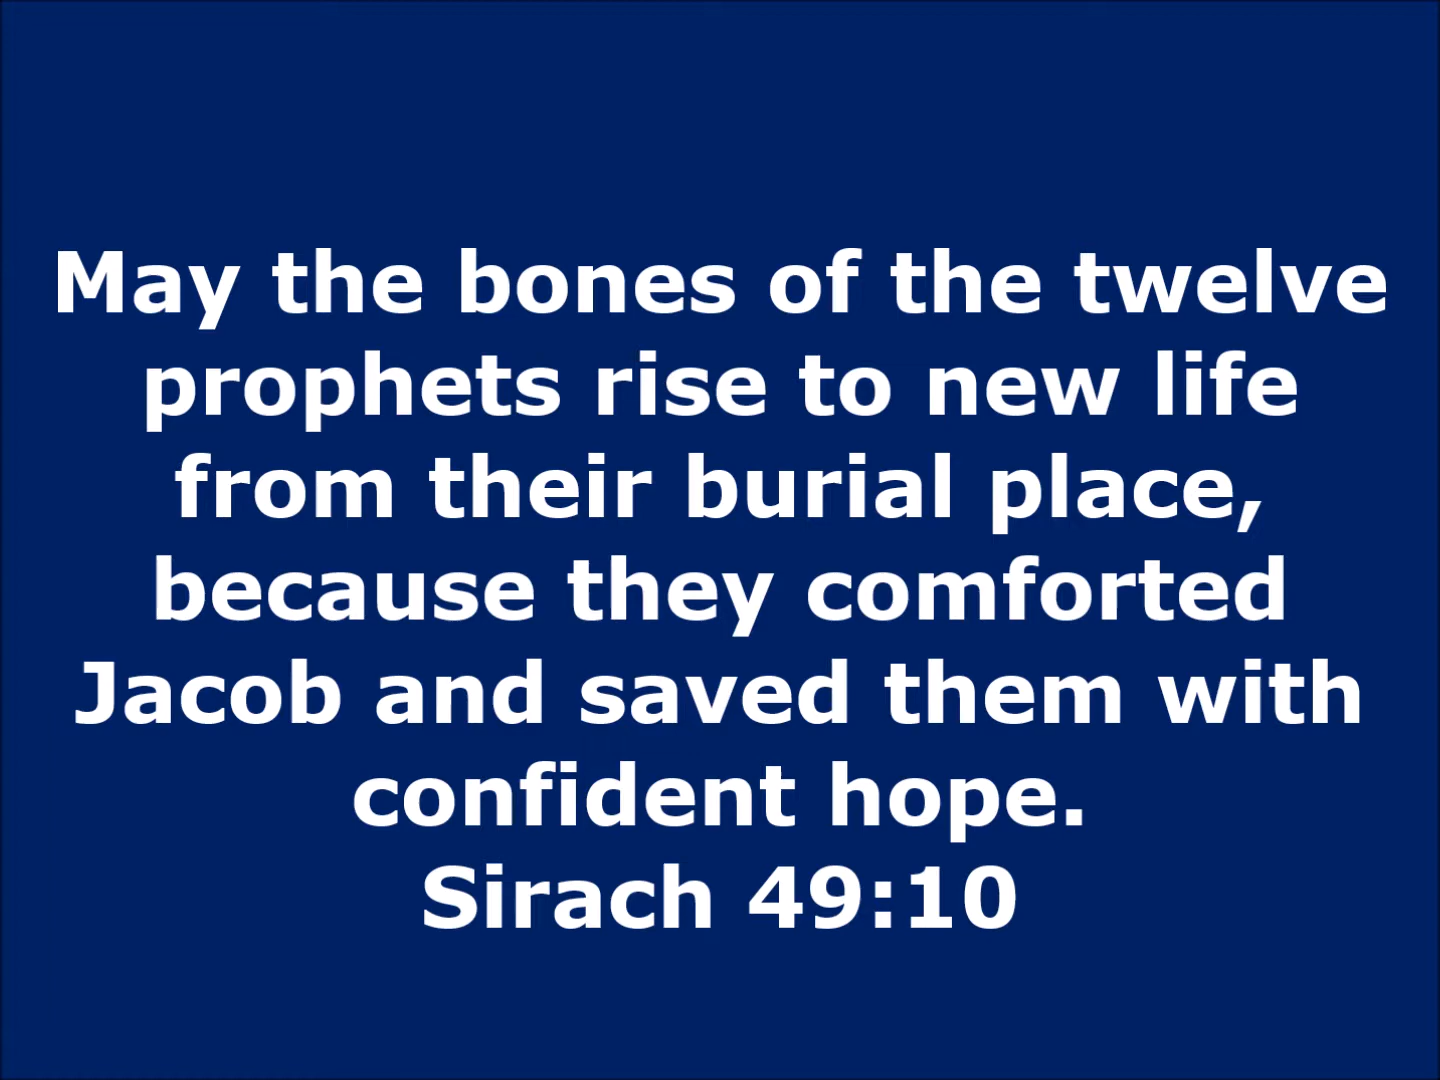 May the bones of the twelve
prophets rise to new life
from their burial place,
because they comforted
Jacob and saved them with
confident hope.
Sirach 49:10